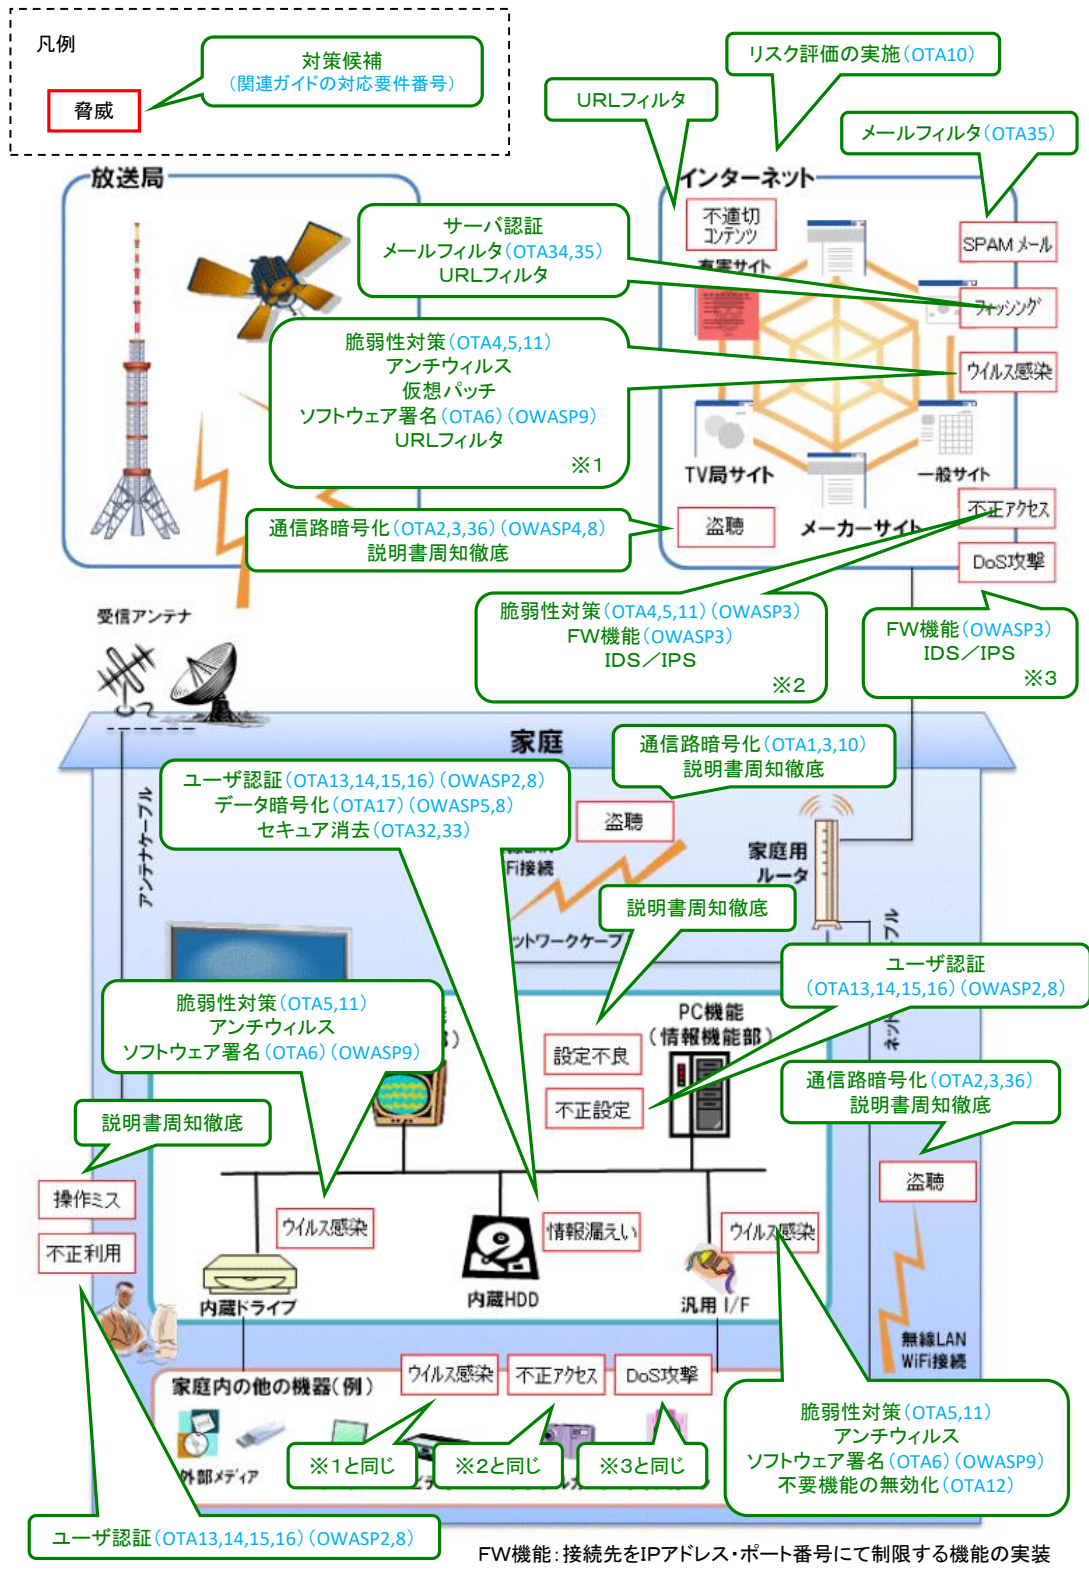 凡例
対策候補
(関連ガイドの対応要件番号)
脅威
リスク評価の実施(OTA10)
URLフィルタ
メールフィルタ(OTA35)
放送局
インターネット
不適切
コンテンツ
有害サイト
SPAMメール
サーバ認証
メールフィルタ(OTA34,35)
URLフィルタ
フィッシング
脆弱性対策(OTA4,5,11)
アンチウィルス
仮想パッチ
ソフトウェア署名(OTA6)(OWASP9)
URLフィルタ
※1
ウイルス感染
TV局サイト
一般サイト
メーカーサイト
通信路暗号化(OTA2,3,36)(OWASP4,8)
説明書周知徹底
盗聴
不正アクセス
DoS攻撃
脆弱性対策(OTA4,5,11)(OWASP3)
FW機能(OWASP3)
IDS/IPS
※2
FW機能(OWASP3)
IDS/IPS
※3
受信アンテナ
家庭
通信路暗号化(OTA1,3,10)
説明書周知徹底
ユーザ認証(OTA13,14,15,16)(OWASP2,8)
データ暗号化(OTA17)(OWASP5,8)
セキュア消去(OTA32,33)
盗聴
アンテナケーブル
Fi接続
家庭用
ルータ
説明書周知徹底
ットワークケーブ
ユーザ認証
(OTA13,14,15,16)(OWASP2,8)
脆弱性対策(OTA5,11)
アンチウィルス
ソフトウェア署名(OTA6)(OWASP9)
PC機能
(情報機能部)
設定不良
不正設定
通信路暗号化(OTA2,3,36)
説明書周知徹底
説明書周知徹底
操作ミス
不正利用
盗聴
ウイルス感染
情報漏えい
ウイルス感染
内蔵ドライブ
内蔵HDD
汎用 I/F
無線LAN
WiFi接続
家庭内の他の機器(例)
ウイルス感染
不正アクセス
DoS攻撃
※1と同じ
※2と同じ
※3と同じ
外部メディア
脆弱性対策(OTA5,11)
アンチウィルス
ソフトウェア署名(OTA6)(OWASP9)
不要機能の無効化(OTA12)
ユーザ認証(OTA13,14,15,16)(OWASP2,8)
FW機能:接続先をIPアドレス・ポート番号にて制限する機能の実装